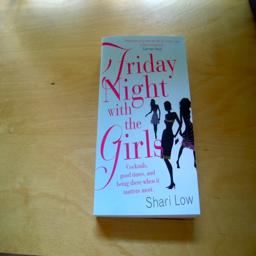 Friday
Night
with
the
Girls
Cocktails,
good times, and
being there when it
matters most.
Shari Low